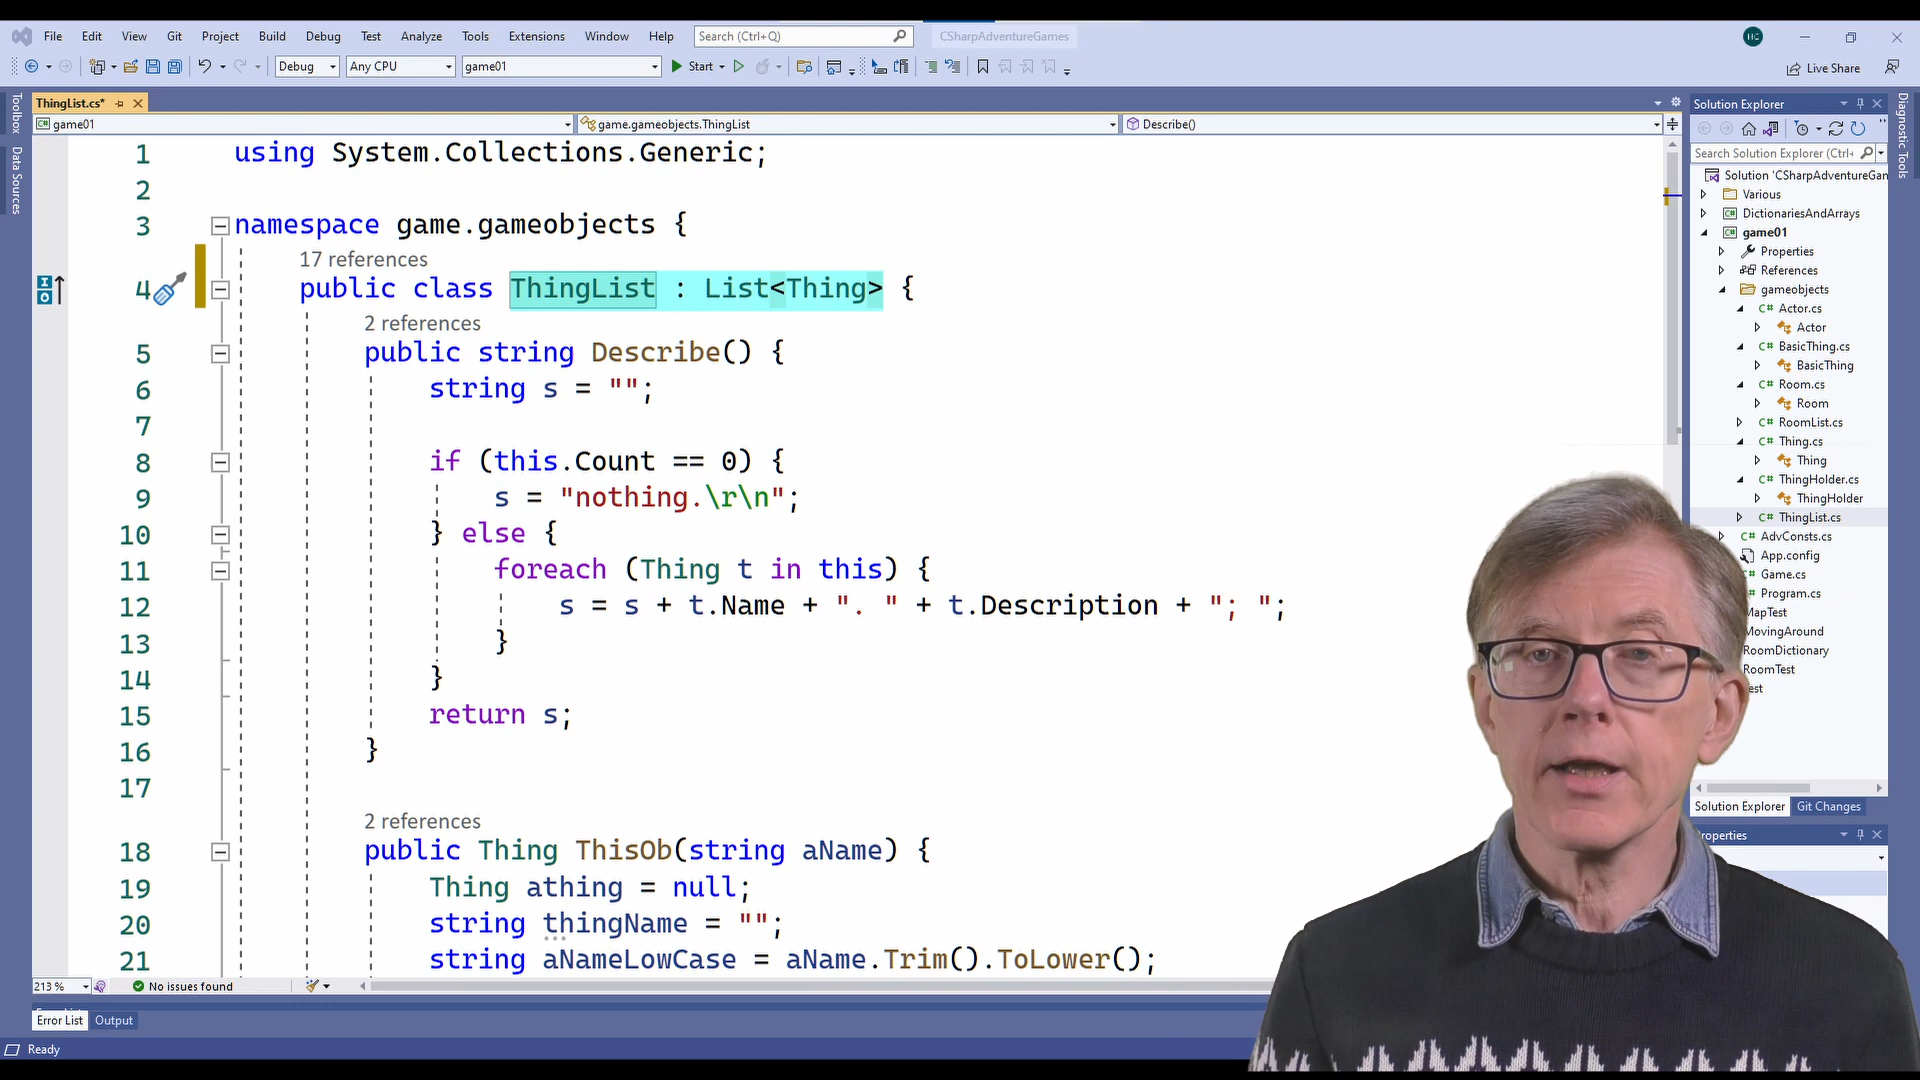 File Edit View Git Project Build Debug Test Analyze Tools Extensions Window Help Search (Ctrl+Q) CSharpAdventureGames HC
Debug Any CPU game01 Start Live Share
ThingList.cs*
game01 game.gameobjects.ThingList Describe()
Toolbox
Data Sources
1 using System.Collections.Generic;
2
3 namespace game.gameobjects {
17 references
4 public class ThingList : List<Thing> {
2 references
5 public string Describe() {
6 string s = "";
7
8 if (this.Count == 0) {
9 s = "nothing.\r\n";
10 } else {
11 foreach (Thing t in this) {
12 s = s + t.Name + ". " + t.Description + "; ";
13 }
14 }
15 return s;
16 }
17
2 references
18 public Thing ThisOb(string aName) {
19 Thing athing = null;
20 string thingName = "";
21 string aNameLowCase = aName.Trim().ToLower();
213 % No issues found
Error List Output
Ready
Solution Explorer
Search Solution Explorer (Ctrl+
Solution 'CSharpAdventureGan
Various
C# DictionariesAndArrays
C# game01
Properties
References
gameobjects
C# Actor.cs
Actor
C# BasicThing.cs
BasicThing
C# Room.cs
Room
C# RoomList.cs
C# Thing.cs
Thing
C# ThingHolder.cs
ThingHolder
C# ThingList.cs
C# AdvConsts.cs
App.config
C# Game.cs
C# Program.cs
MapTest
MovingAround
RoomDictionary
RoomTest
est
Solution Explorer Git Changes
roperties
Diagnostic Tools